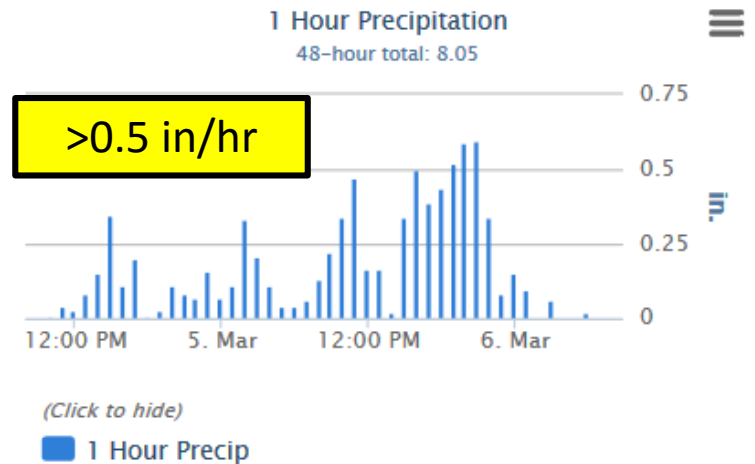 1 Hour Precipitation
48-hour total: 8.05
>0.5 in/hr
0.75
0.5
0.25
0
in.
12:00 PM 5. Mar 12:00 PM 6. Mar
(Click to hide)
1 Hour Precip